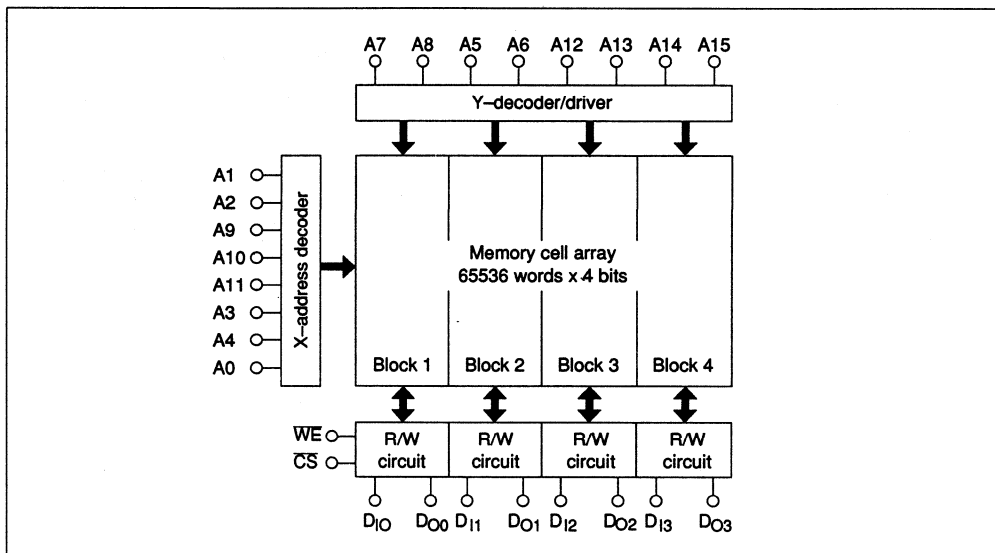 A7 A8 A5 A6 A12 A13 A14 A15
Y–decoder/driver
A1
A2
A9
A10
A11
A3
A4
A0
X–address decoder
Memory cell array
65536 words x 4 bits
Block 1 Block 2 Block 3 Block 4
WE
CS
R/W circuit
R/W circuit
R/W circuit
R/W circuit
DIO DO0 DI1 DO1 DI2 DO2 DI3 DO3